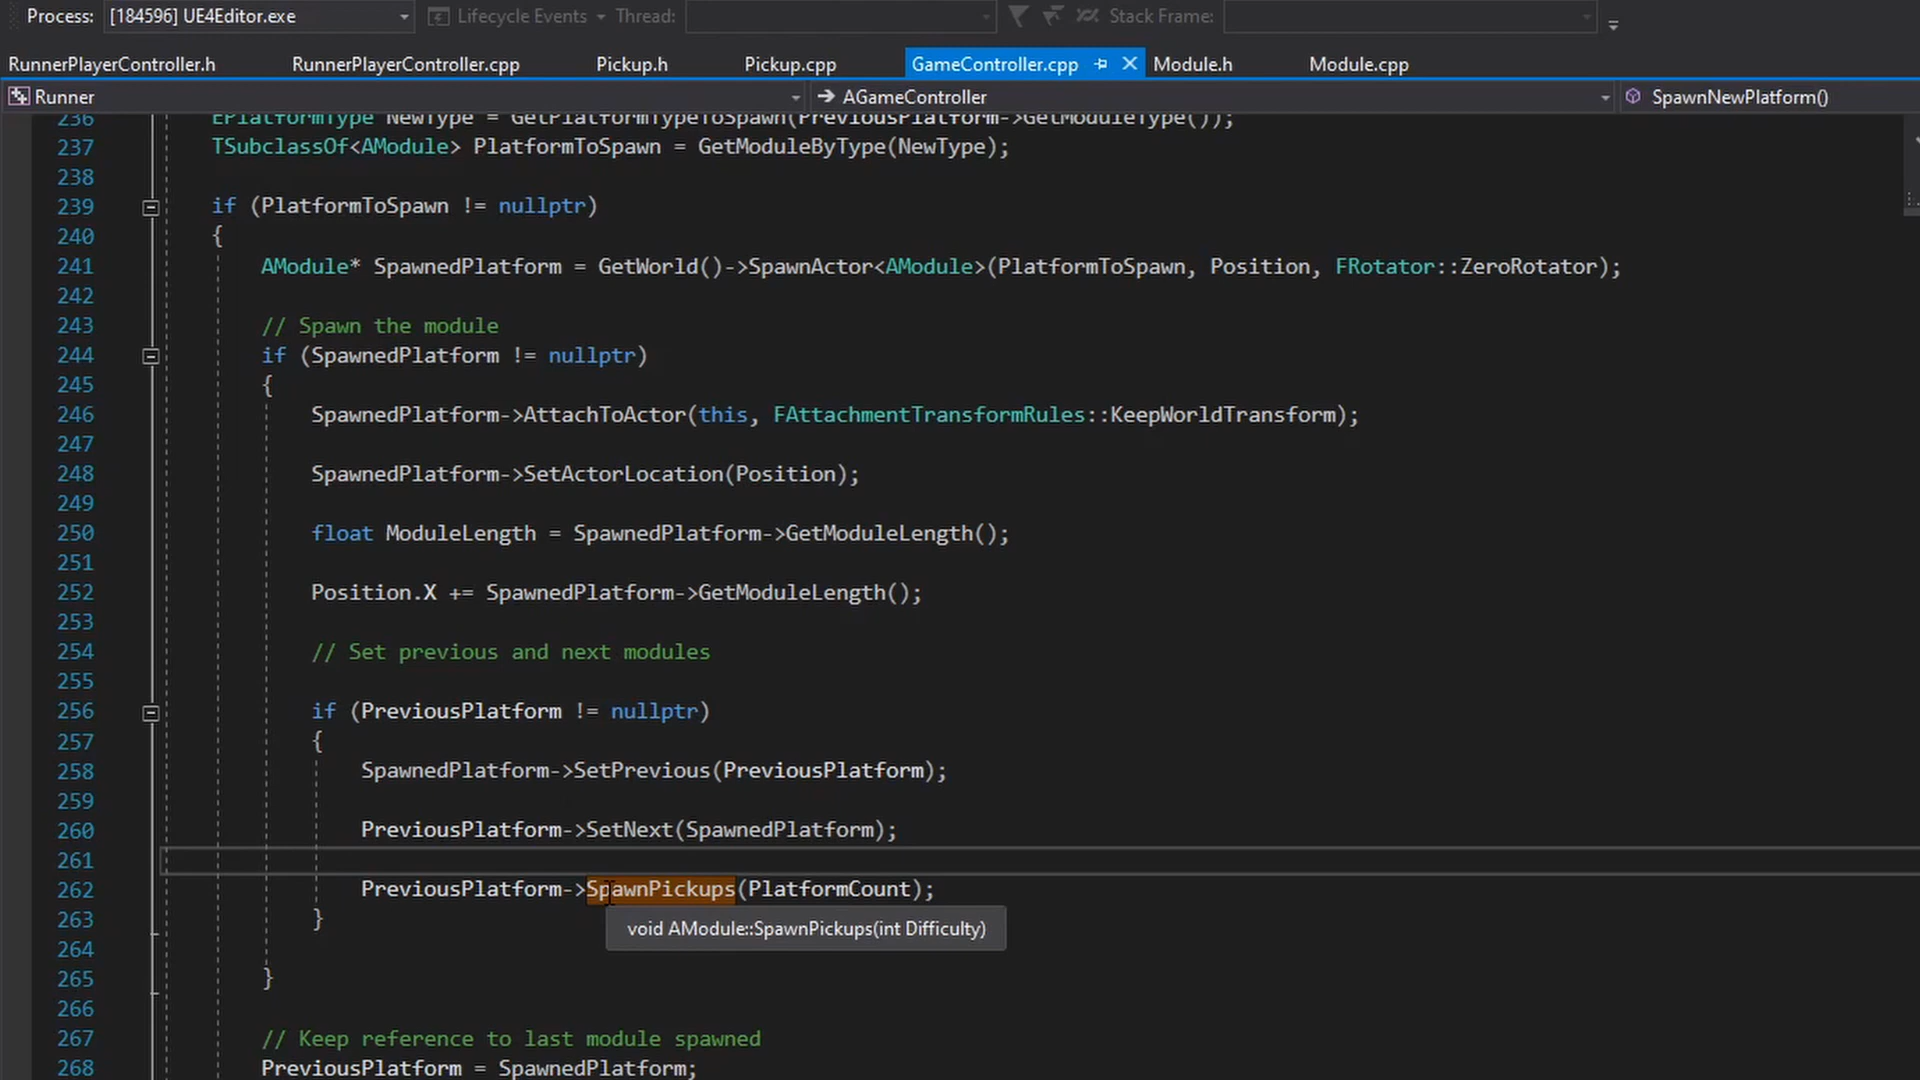 Process: [184596] UE4Editor.exe Lifecycle Events Thread: Stack Frame:
RunnerPlayerController.h RunnerPlayerController.cpp Pickup.h Pickup.cpp GameController.cpp Module.h Module.cpp
Runner AGameController SpawnNewPlatform()
236 EPlatformType NewType = GetPlatformTypeToSpawn(PreviousPlatform->GetModuleType());
237 TSubclassOf<AModule> PlatformToSpawn = GetModuleByType(NewType);
238
239 if (PlatformToSpawn != nullptr)
240 {
241 AModule* SpawnedPlatform = GetWorld()->SpawnActor<AModule>(PlatformToSpawn, Position, FRotator::ZeroRotator);
242
243 // Spawn the module
244 if (SpawnedPlatform != nullptr)
245 {
246 SpawnedPlatform->AttachToActor(this, FAttachmentTransformRules::KeepWorldTransform);
247
248 SpawnedPlatform->SetActorLocation(Position);
249
250 float ModuleLength = SpawnedPlatform->GetModuleLength();
251
252 Position.X += SpawnedPlatform->GetModuleLength();
253
254 // Set previous and next modules
255
256 if (PreviousPlatform != nullptr)
257 {
258 SpawnedPlatform->SetPrevious(PreviousPlatform);
259
260 PreviousPlatform->SetNext(SpawnedPlatform);
261
262 PreviousPlatform->SpawnPickups(PlatformCount);
263 }
void AModule::SpawnPickups(int Difficulty)
264
265 }
266
267 // Keep reference to last module spawned
268 PreviousPlatform = SpawnedPlatform;